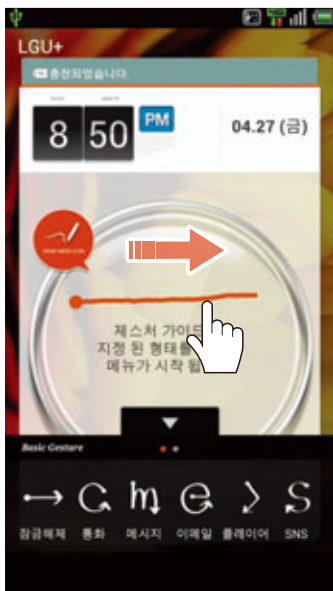 LGU+
충전되었습니다.
8 50 PM
04.27 (금)
제스처 가이드
지정 된 형태를
메뉴가 시작 됩
Basic Gesture
잠금해제 통화 메시지 이메일 플레이어 SNS